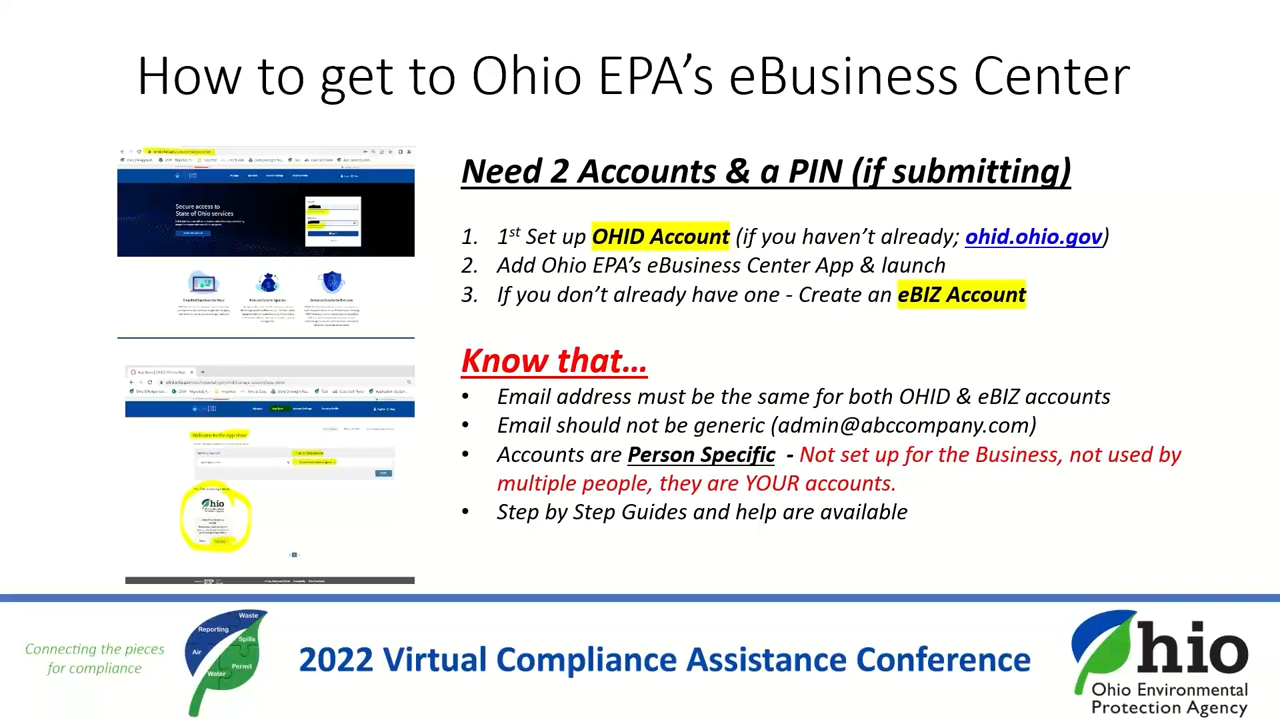 How to get to Ohio EPA's eBusiness Center
Need 2 Accounts & a PIN (if submitting)
1. 1st Set up OHID Account (if you haven't already; ohid.ohio.gov)
2. Add Ohio EPA's eBusiness Center App & launch
3. If you don't already have one - Create an eBIZ Account
Know that...
• Email address must be the same for both OHID & eBIZ accounts
• Email should not be generic (admin@abccompany.com)
• Accounts are Person Specific - Not set up for the Business, not used by
multiple people, they are YOUR accounts.
• Step by Step Guides and help are available
Secure access to
State of Ohio services
Ohio
Connecting the pieces
for compliance
Waste
Reporting
Spills
Air
Permit
Water
2022 Virtual Compliance Assistance Conference
Ohio
Ohio Environmental
Protection Agency